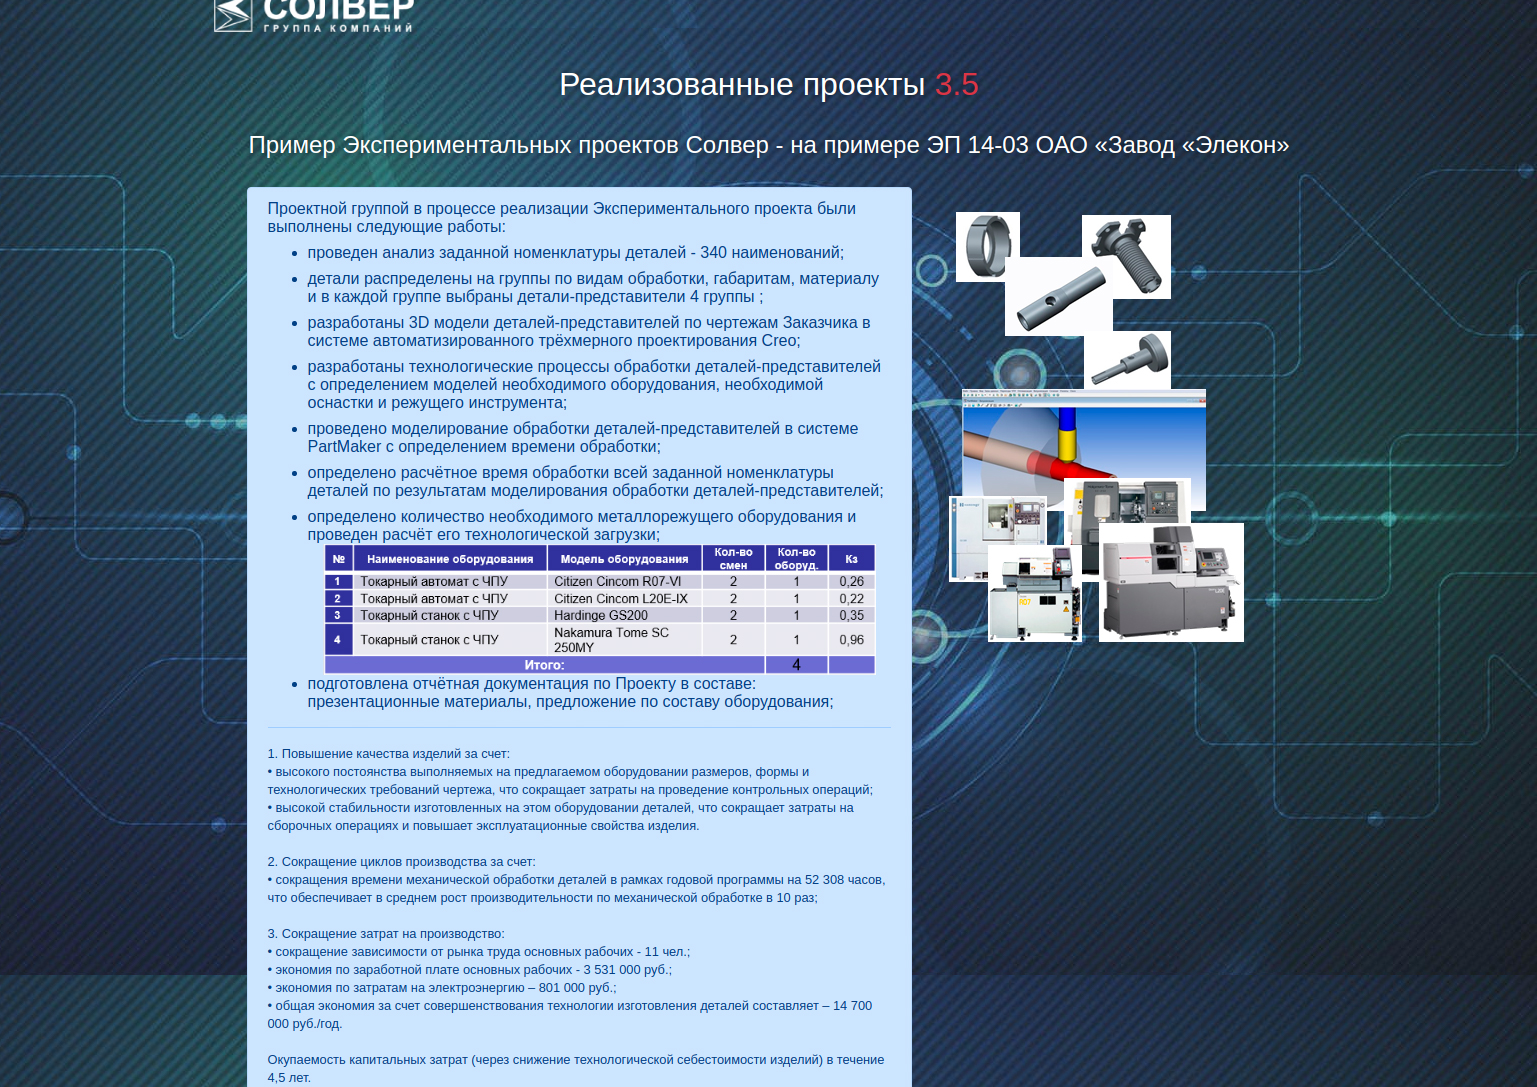 СОЛВЕР
ГРУППА КОМПАНИЙ
Реализованные проекты 3.5
Пример Экспериментальных проектов Солвер - на примере ЭП 14-03 ОАО «Завод «Элекон»
Проектной группой в процессе реализации Экспериментального проекта были
выполнены следующие работы:
• проведен анализ заданной номенклатуры деталей - 340 наименований;
• детали распределены на группы по видам обработки, габаритам, материалу
и в каждой группе выбраны детали-представители 4 группы ;
• разработаны 3D модели деталей-представителей по чертежам Заказчика в
системе автоматизированного трёхмерного проектирования Creo;
• разработаны технологические процессы обработки деталей-представителей
с определением моделей необходимого оборудования, необходимой
оснастки и режущего инструмента;
• проведено моделирование обработки деталей-представителей в системе
PartMaker с определением времени обработки;
• определено расчётное время обработки всей заданной номенклатуры
деталей по результатам моделирования обработки деталей-представителей;
• определено количество необходимого металлорежущего оборудования и
проведен расчёт его технологической загрузки;
№ Наименование оборудования Модель оборудования Кол-во смен Кол-во оборуд. Кз
1 Токарный автомат с ЧПУ Citizen Cincom R07-VI 2 1 0,26
2 Токарный автомат с ЧПУ Citizen Cincom L20E-IX 2 1 0,22
3 Токарный станок с ЧПУ Hardinge GS200 2 1 0,35
4 Токарный станок с ЧПУ Nakamura Tome SC 250MY 2 1 0,96
Итого: 4
• подготовлена отчётная документация по Проекту в составе:
презентационные материалы, предложение по составу оборудования;
1. Повышение качества изделий за счет:
• высокого постоянства выполняемых на предлагаемом оборудовании размеров, формы и
технологических требований чертежа, что сокращает затраты на проведение контрольных операций;
• высокой стабильности изготовленных на этом оборудовании деталей, что сокращает затраты на
сборочных операциях и повышает эксплуатационные свойства изделия.
2. Сокращение циклов производства за счет:
• сокращения времени механической обработки деталей в рамках годовой программы на 52 308 часов,
что обеспечивает в среднем рост производительности по механической обработке в 10 раз;
3. Сокращение затрат на производство:
• сокращение зависимости от рынка труда основных рабочих - 11 чел.;
• экономия по заработной плате основных рабочих - 3 531 000 руб.;
• экономия по затратам на электроэнергию – 801 000 руб.;
• общая экономия за счет совершенствования технологии изготовления деталей составляет – 14 700
000 руб./год.
Окупаемость капитальных затрат (через снижение технологической себестоимости изделий) в течение
4,5 лет.